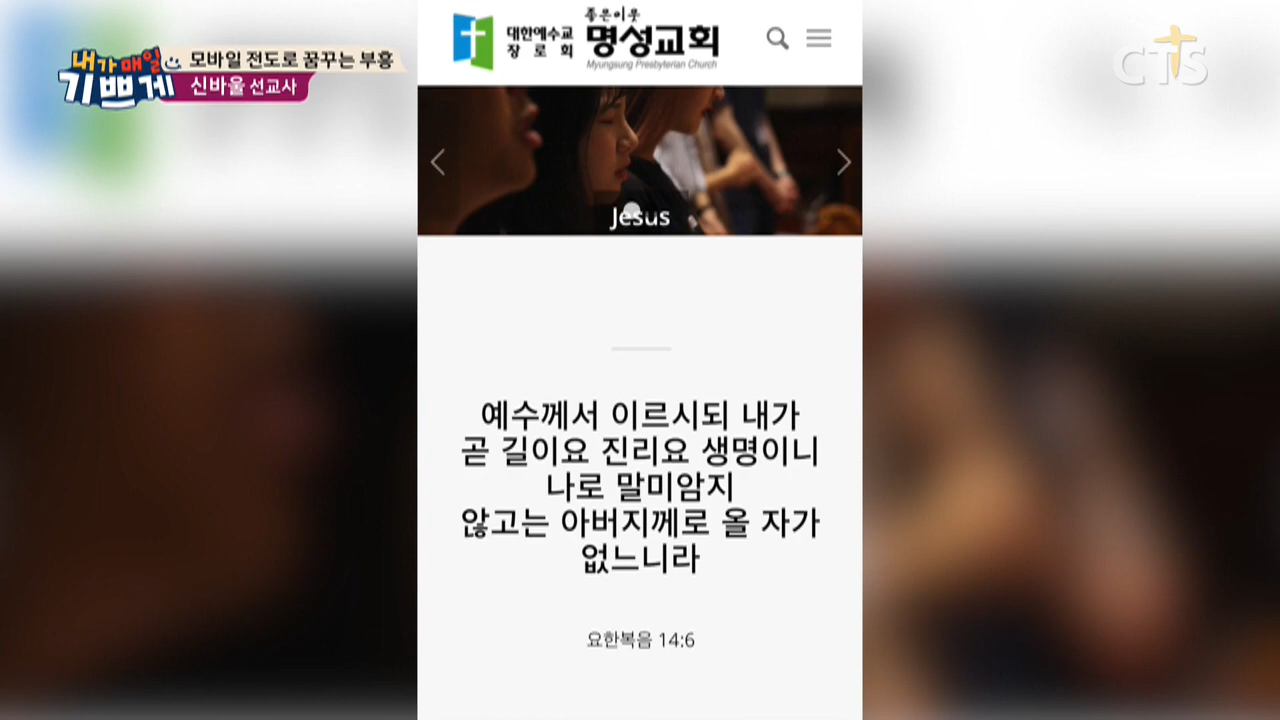 내가 매일
기쁘게
모바일 전도로 꿈꾸는 부흥
신바울 선교사
대한예수교
장로회
좋은이웃
명성교회
Myungsung Presbyterian Church
CTS
Jesus
예수께서 이르시되 내가
곧 길이요 진리요 생명이니
나로 말미암지
않고는 아버지께로 올 자가
없느니라
요한복음 14:6